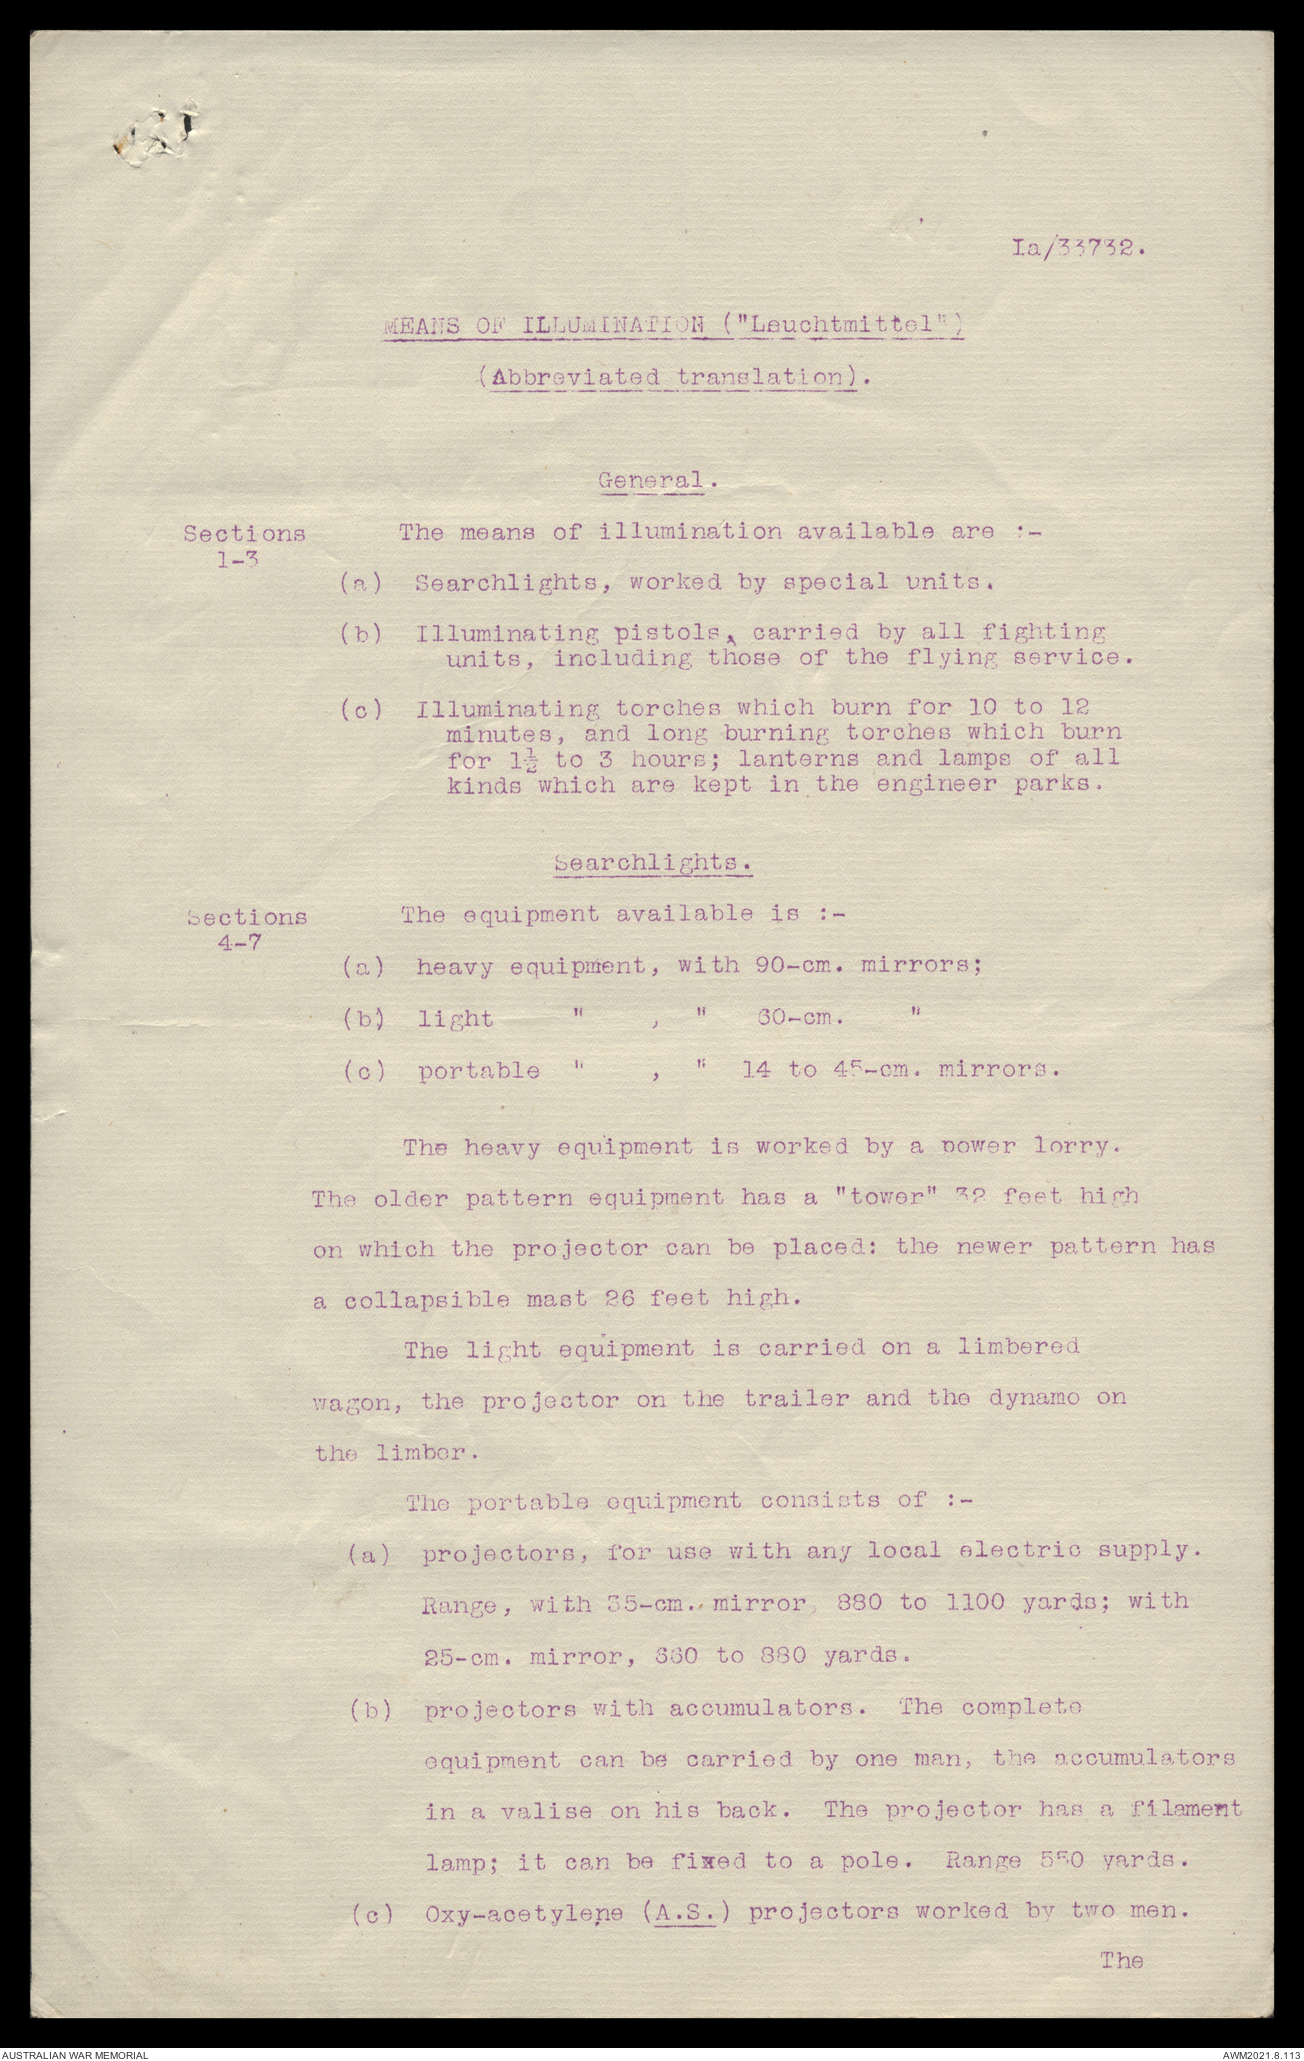 Ia/33732.
MEANS OF ILLUMINATION ("Leuchtmittel")
(Abbreviated translation).
General.
Sections
1-3
The means of illumination available are :-
(a) Searchlights, worked by special units.
(b) Illuminating pistols, carried by all fighting
units, including those of the flying service.
(c) Illuminating torches which burn for 10 to 12
minutes, and long burning torches which burn
for 1½ to 3 hours; lanterns and lamps of all
kinds which are kept in the engineer parks.
Searchlights.
Sections
4-7
The equipment available is :-
(a) heavy equipment, with 90-cm. mirrors;
(b) light " , " 60-cm. "
(c) portable " , " 14 to 45-cm. mirrors.
The heavy equipment is worked by a power lorry.
The older pattern equipment has a "tower" 32 feet high
on which the projector can be placed: the newer pattern has
a collapsible mast 26 feet high.
The light equipment is carried on a limbered
wagon, the projector on the trailer and the dynamo on
the limber.
The portable equipment consists of :-
(a) projectors, for use with any local electric supply.
Range, with 35-cm. mirror, 880 to 1100 yards; with
25-cm. mirror, 660 to 880 yards.
(b) projectors with accumulators. The complete
equipment can be carried by one man, the accumulators
in a valise on his back. The projector has a filament
lamp; it can be fixed to a pole. Range 550 yards.
(c) Oxy-acetylene (A.S.) projectors worked by two men.
The
AUSTRALIAN WAR MEMORIAL
AWM2021.8.113